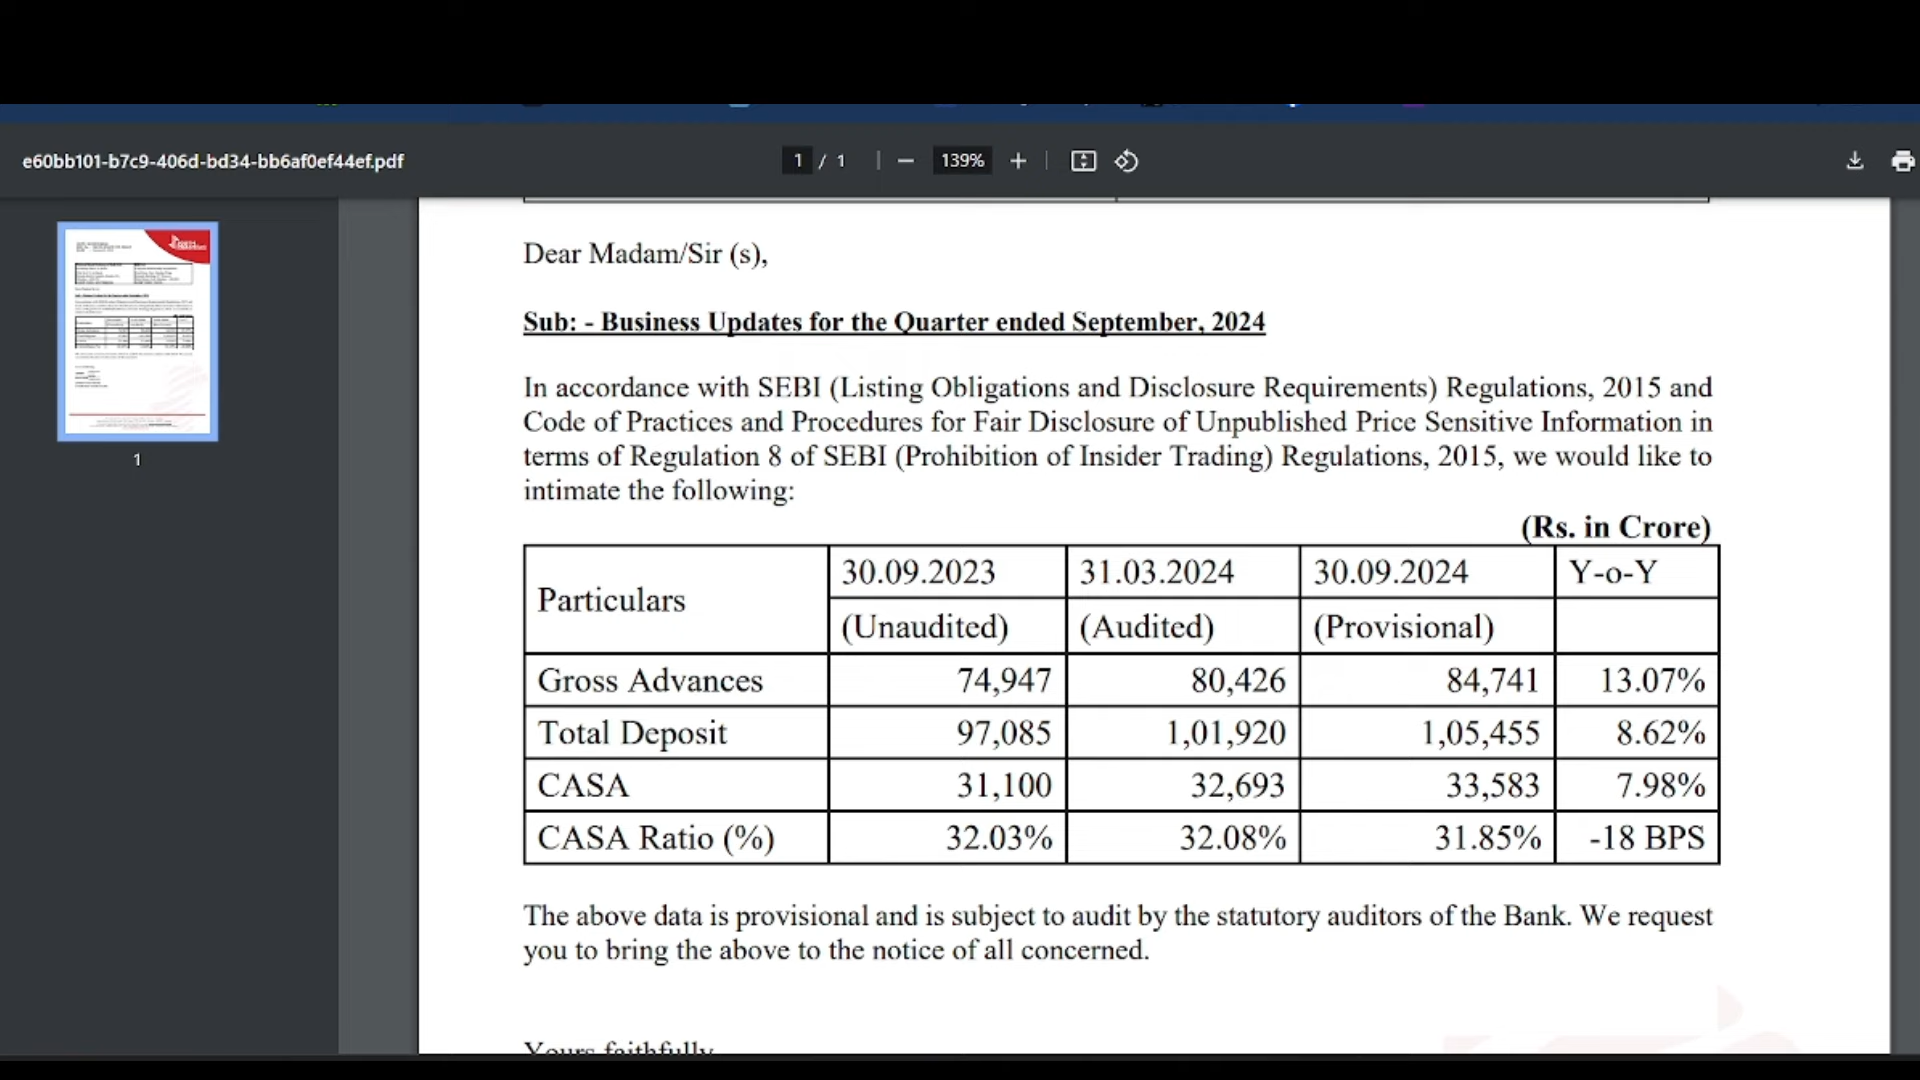 e60bb101-b7c9-406d-bd34-bb6af0ef44ef.pdf
1 / 1
139%
1
Dear Madam/Sir (s),
Sub: - Business Updates for the Quarter ended September, 2024
In accordance with SEBI (Listing Obligations and Disclosure Requirements) Regulations, 2015 and
Code of Practices and Procedures for Fair Disclosure of Unpublished Price Sensitive Information in
terms of Regulation 8 of SEBI (Prohibition of Insider Trading) Regulations, 2015, we would like to
intimate the following:
(Rs. in Crore)
Particulars 30.09.2023 31.03.2024 30.09.2024 Y-o-Y
(Unaudited) (Audited) (Provisional)
Gross Advances 74,947 80,426 84,741 13.07%
Total Deposit 97,085 1,01,920 1,05,455 8.62%
CASA 31,100 32,693 33,583 7.98%
CASA Ratio (%) 32.03% 32.08% 31.85% -18 BPS
The above data is provisional and is subject to audit by the statutory auditors of the Bank. We request
you to bring the above to the notice of all concerned.
Yours faithfully